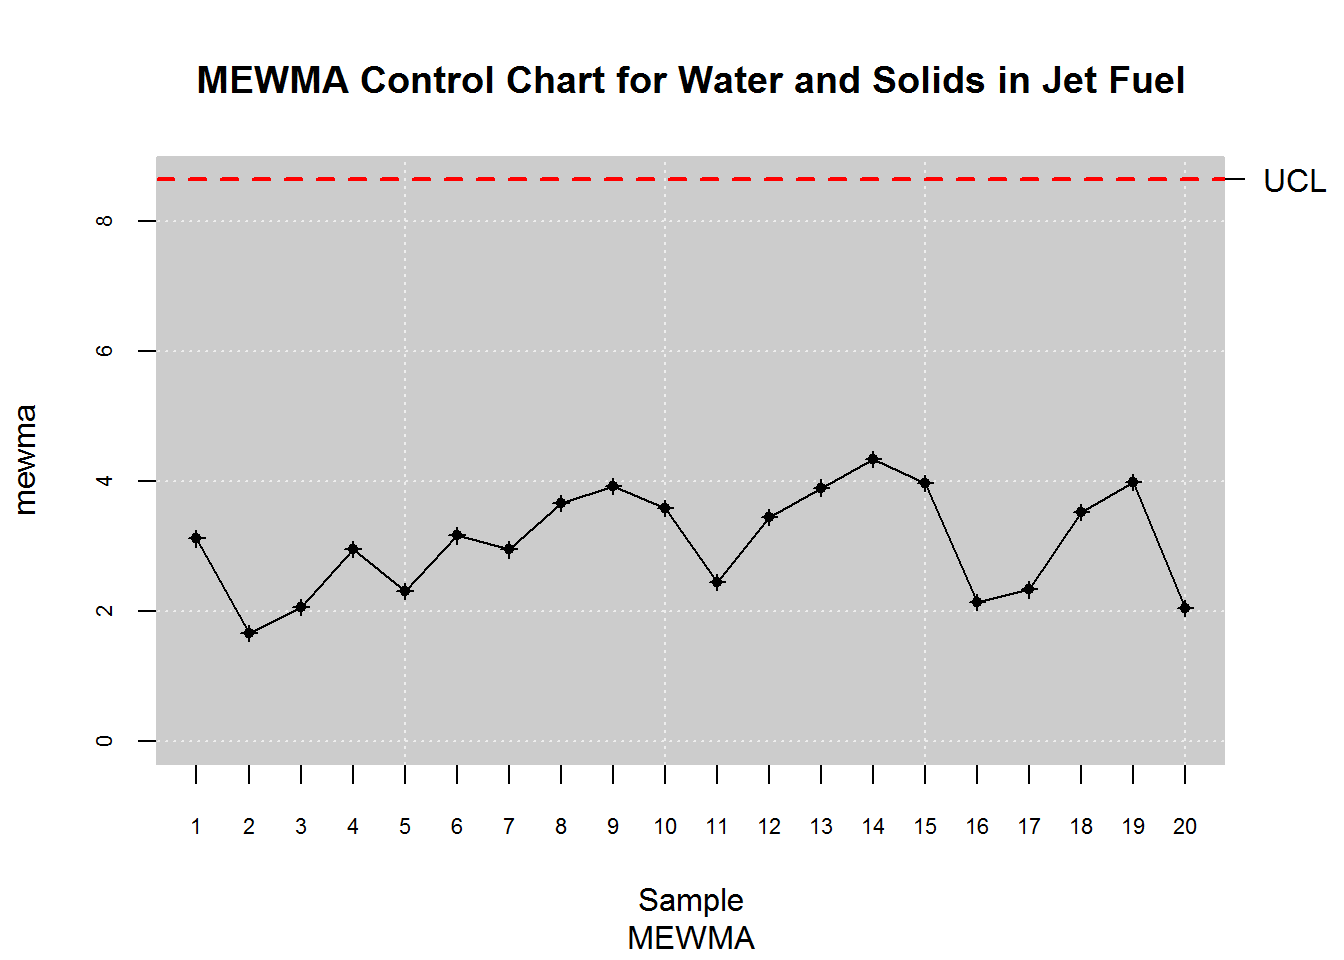 MEWMA Control Chart for Water and Solids in Jet Fuel
UCL
8
6
4
2
0
mewma
1 2 3 4 5 6 7 8 9 10 11 12 13 14 15 16 17 18 19 20
Sample
MEWMA